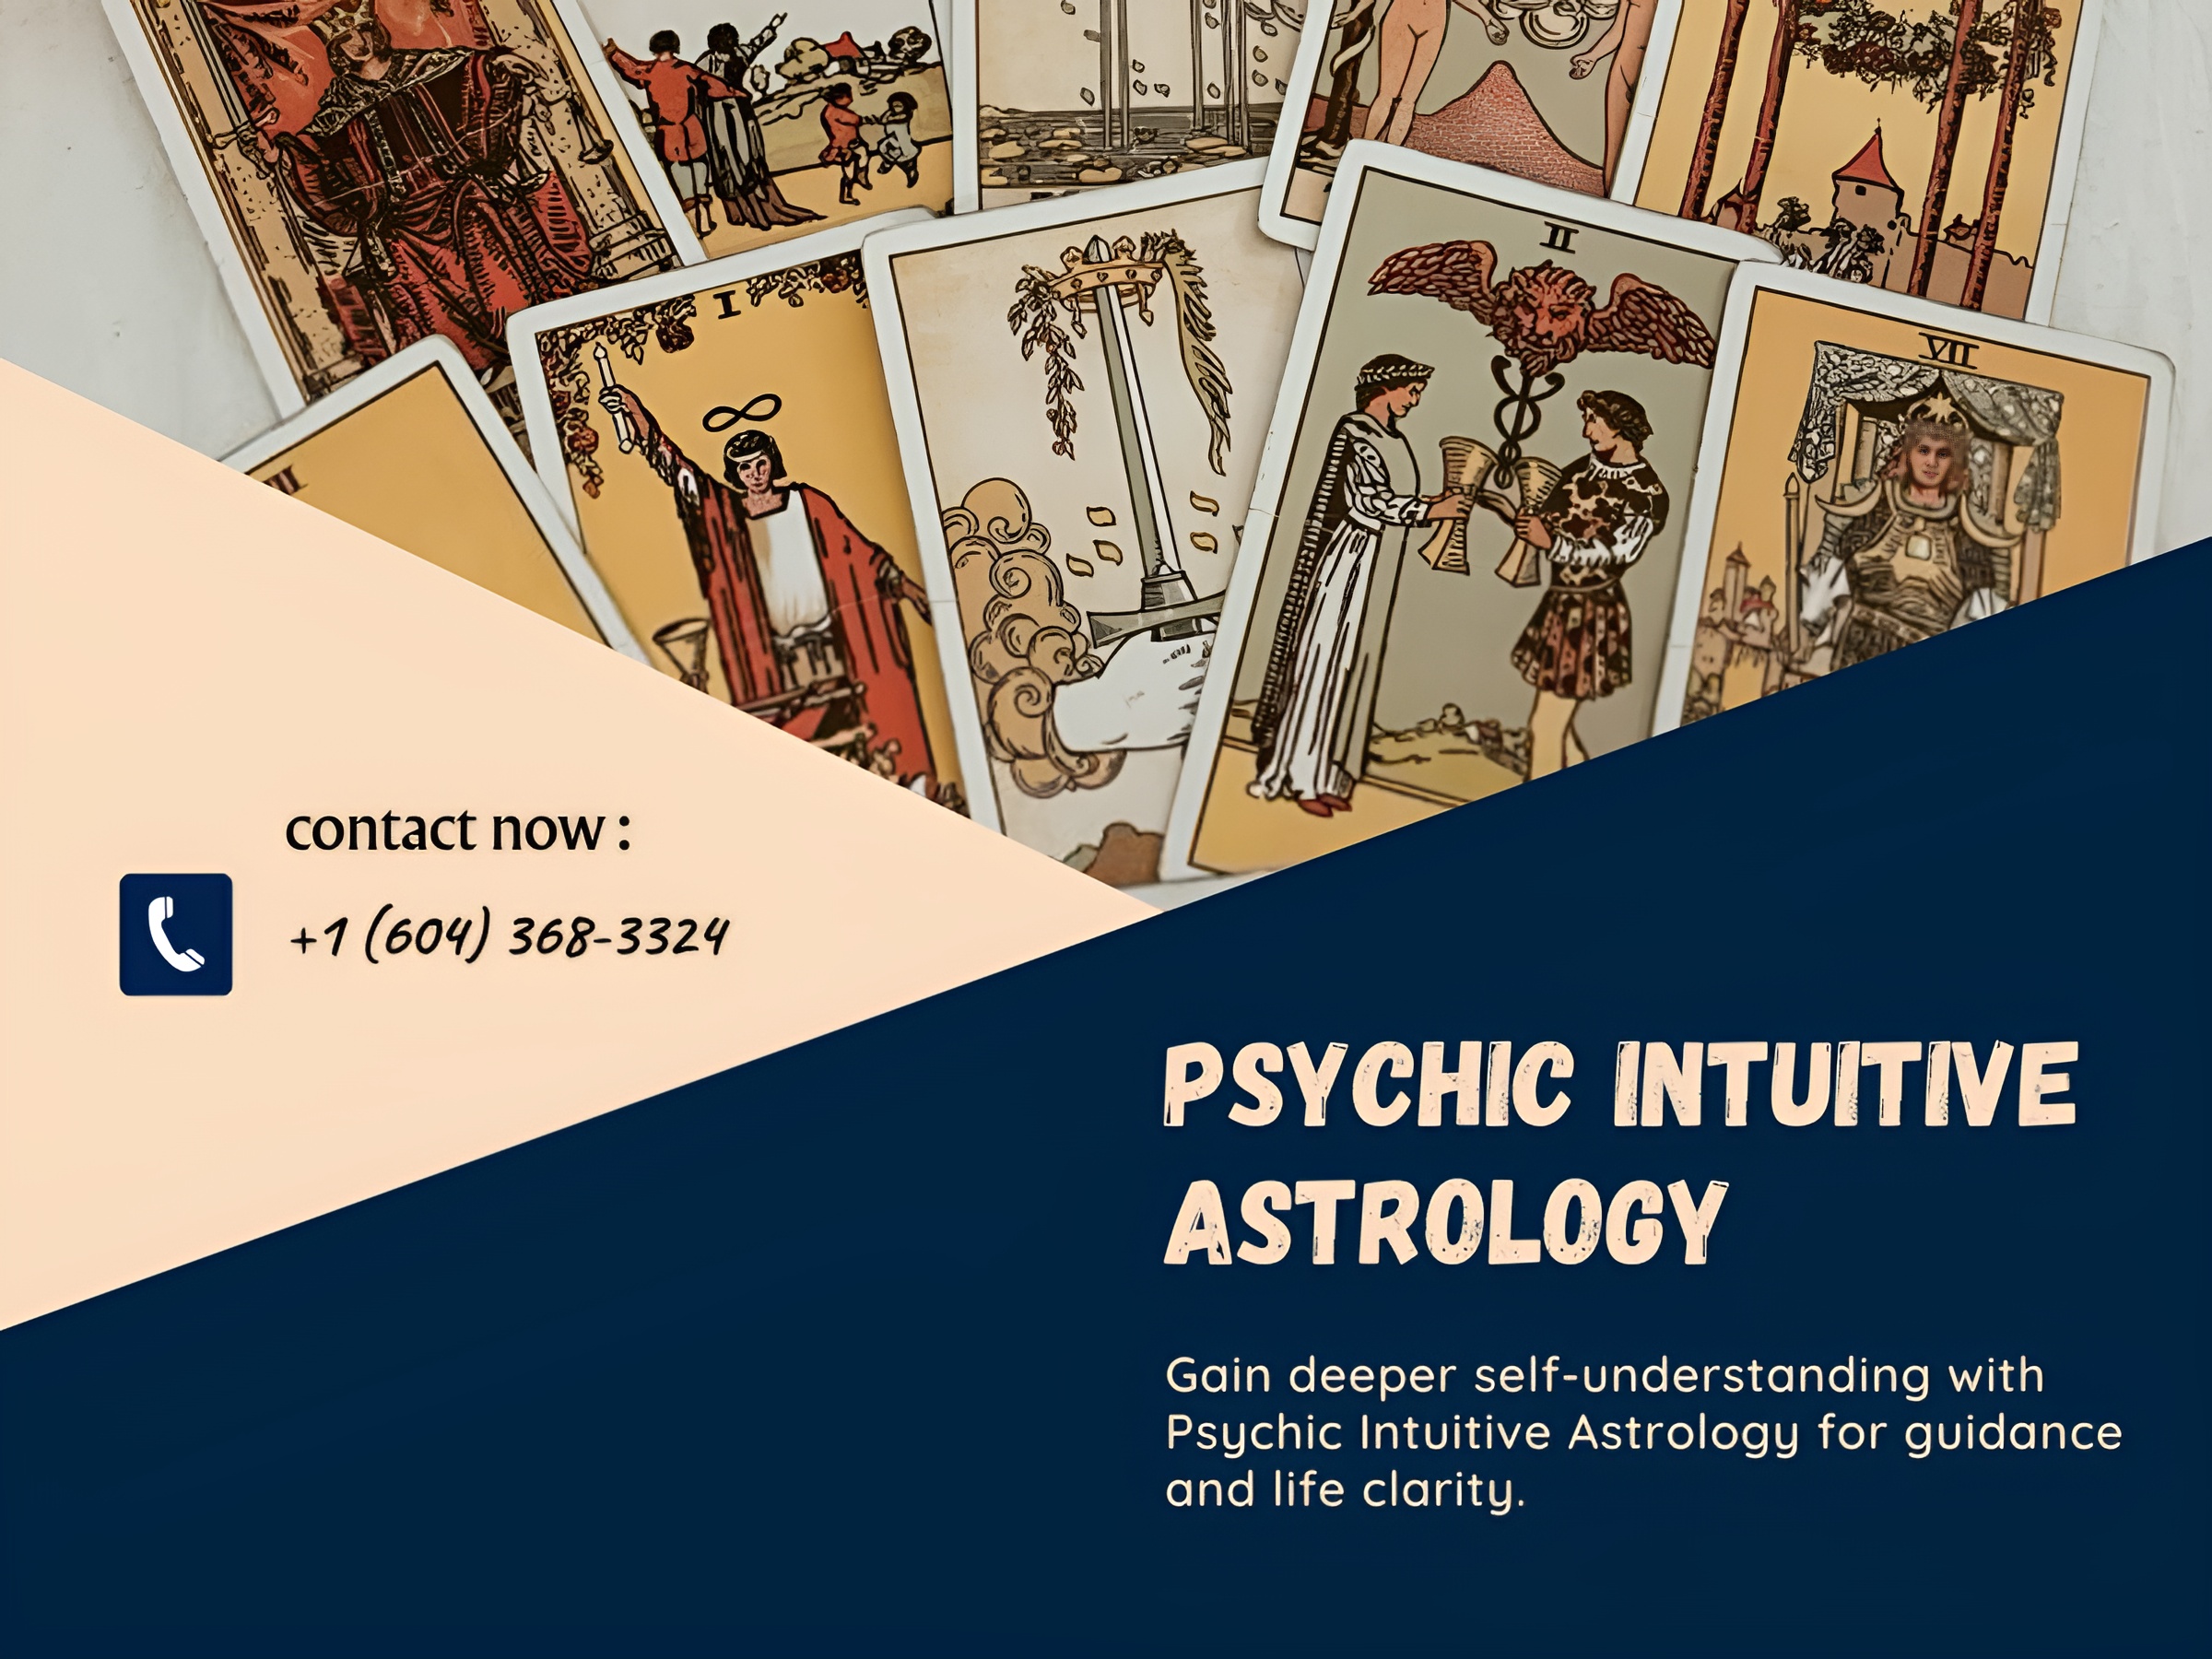 I
II
VII
contact now :
+1 (604) 368-3324
PSYCHIC INTUITIVE
ASTROLOGY
Gain deeper self-understanding with
Psychic Intuitive Astrology for guidance
and life clarity.